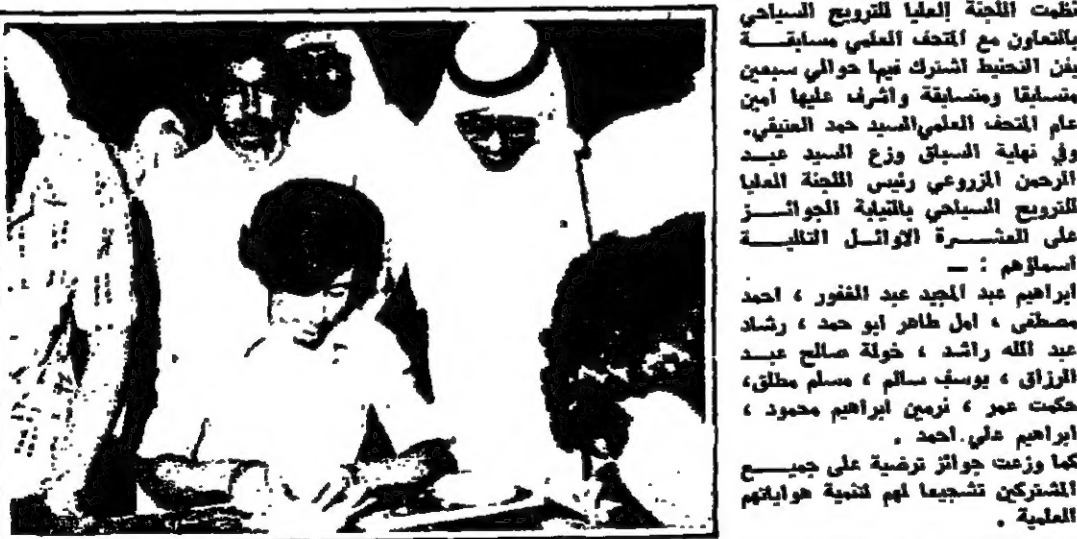 نظمت اللجنة العليا للترويح السياحي
بالتعاون مع المتحف العلمي مسابقة
بفن التحنيط اشترك فيها حوالي سبعين
متسابقا ومتسابقة واشرف عليها امين
عام المتحف العلمي السيد حمد العتيقي.
وفي نهاية السباق وزع السيد عبد
الرحمن المزروعي رئيس اللجنة العليا
للترويح السياحي بالنيابة الجوائز
على العشرة الاوائل التالية
أسماؤهم : ــ
ابراهيم عبد المجيد عبد الغفور ، احمد
مصطفى ، امل طاهر ابو حمد ، رشاد
عبد الله راشد ، خولة صالح عبد
الرزاق ، يوسف سالم ، مسلم مطلق،
حكمت عمر ، نرمين ابراهيم محمود ،
ابراهيم علي احمد .
كما وزعت جوائز ترضية على جميع
المشتركين تشجيعا لهم لتنمية هواياتهم
العلمية .